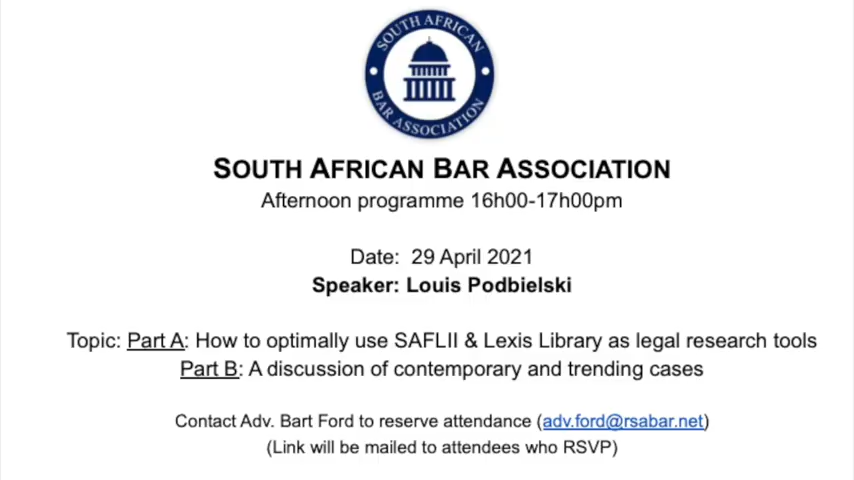 SOUTH AFRICAN
BAR ASSOCIATION
SOUTH AFRICAN BAR ASSOCIATION
Afternoon programme 16h00-17h00pm
Date: 29 April 2021
Speaker: Louis Podbielski
Topic: Part A: How to optimally use SAFLII & Lexis Library as legal research tools
Part B: A discussion of contemporary and trending cases
Contact Adv. Bart Ford to reserve attendance (adv.ford@rsabar.net)
(Link will be mailed to attendees who RSVP)